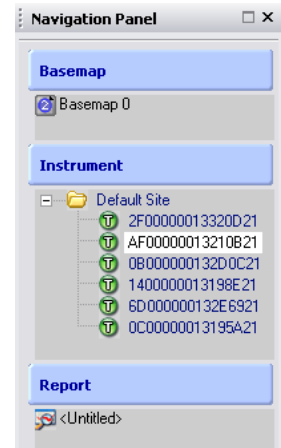 Navigation Panel
Basemap
Basemap 0
Instrument
Default Site
2F00000013320D21
AF00000013210B21
0B000000132D0C21
1400000013198E21
6D000000132E6921
0C00000013195A21
Report
<Untitled>